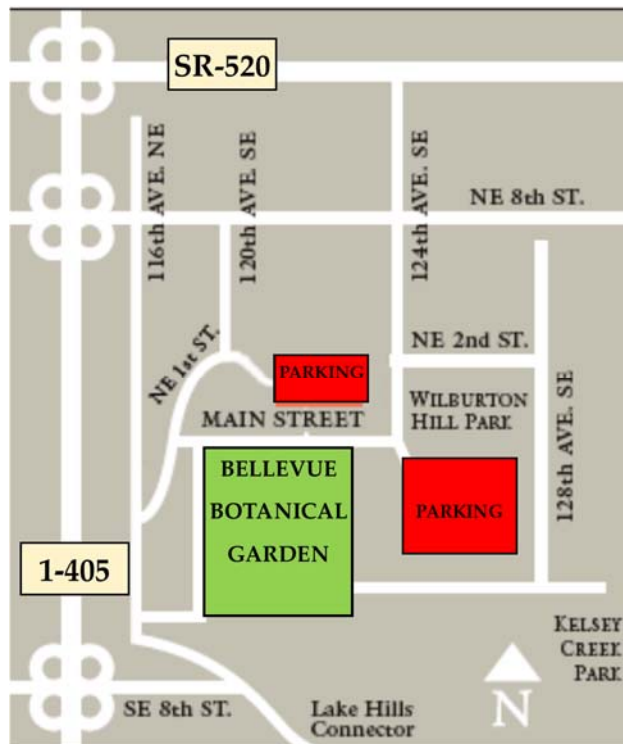 SR-520
116th AVE. NE
120th AVE. SE
124th AVE. SE
NE 8th ST.
NE 1st ST.
PARKING
NE 2nd ST.
MAIN STREET
WILBURTON
HILL PARK
128th AVE. SE
BELLEVUE
BOTANICAL
GARDEN
PARKING
1-405
KELSEY
CREEK
PARK
N
SE 8th ST.
Lake Hills
Connector